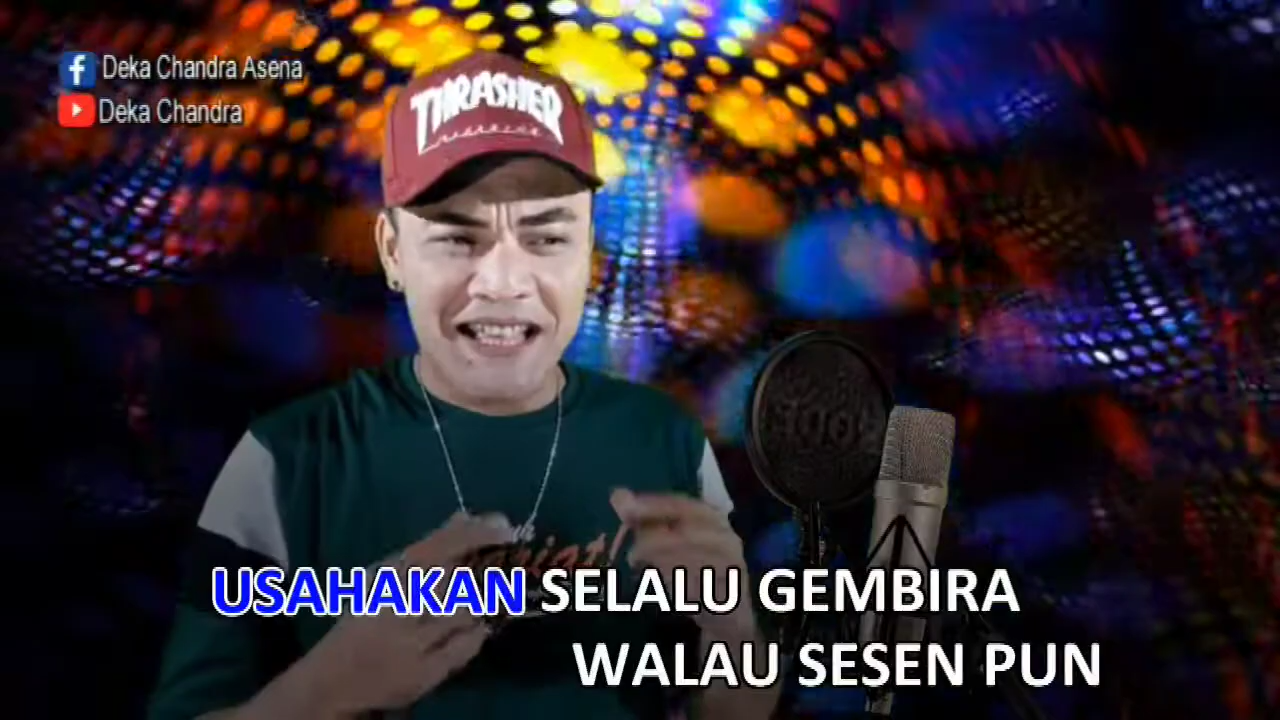 Deka Chandra Asena
Deka Chandra
THRASHER
USAHAKAN SELALU GEMBIRA
WALAU SESEN PUN